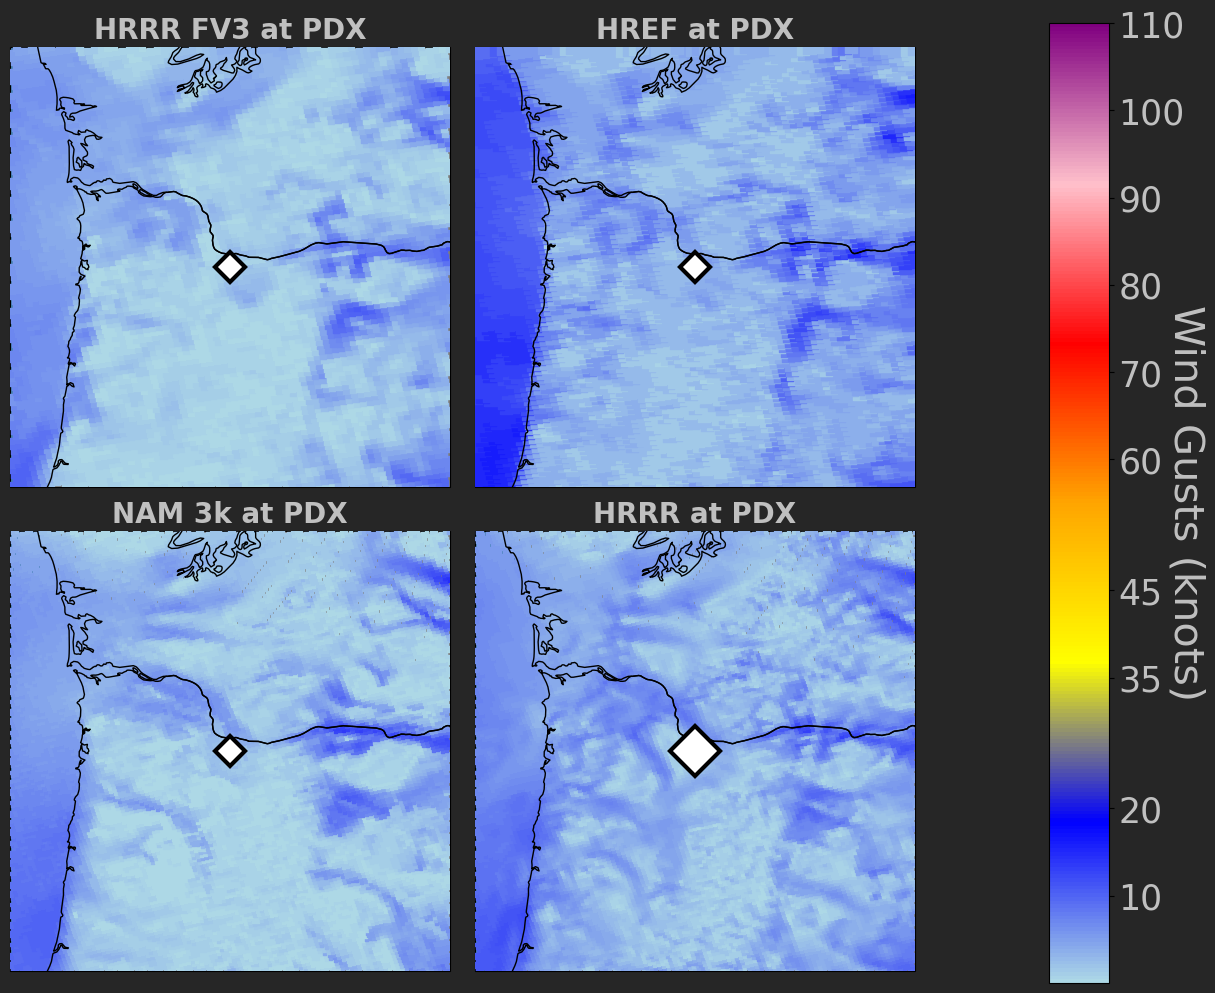 HRRR FV3 at PDX
HREF at PDX
NAM 3k at PDX
HRRR at PDX
110
100
90
80
70
60
45
35
20
10
Wind Gusts (knots)